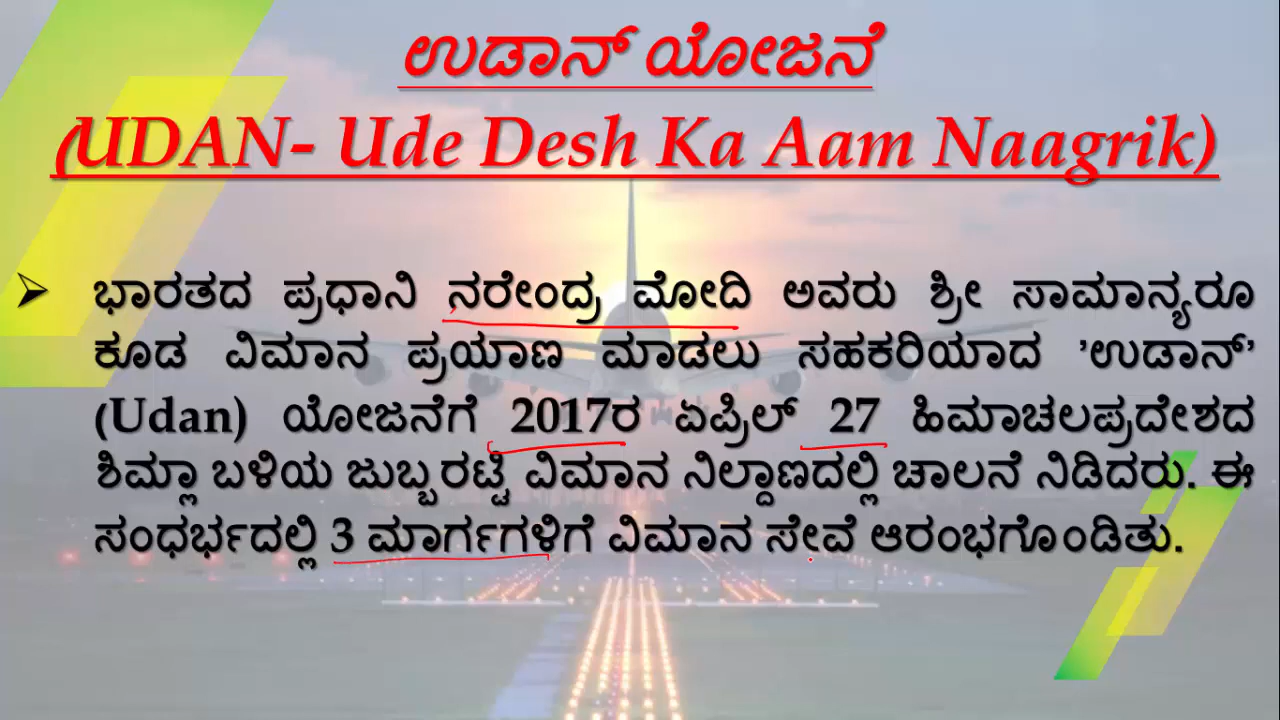 ಉಡಾನ್ ಯೋಜನೆ
(UDAN- Ude Desh Ka Aam Naagrik)
ಭಾರತದ ಪ್ರಧಾನಿ ನರೇಂದ್ರ ಮೋದಿ ಅವರು ಶ್ರೀ ಸಾಮಾನ್ಯರೂ
ಕೂಡ ವಿಮಾನ ಪ್ರಯಾಣ ಮಾಡಲು ಸಹಕರಿಯಾದ ’ಉಡಾನ್’
(Udan) ಯೋಜನೆಗೆ 2017ರ ಏಪ್ರಿಲ್ 27 ಹಿಮಾಚಲಪ್ರದೇಶದ
ಶಿಮ್ಲಾ ಬಳಿಯ ಜುಬ್ಬರಟ್ಟಿ ವಿಮಾನ ನಿಲ್ದಾಣದಲ್ಲಿ ಚಾಲನೆ ನಿಡಿದರು. ಈ
ಸಂಧರ್ಭದಲ್ಲಿ 3 ಮಾರ್ಗಗಳಿಗೆ ವಿಮಾನ ಸೇವೆ ಆರಂಭಗೊಂಡಿತು.